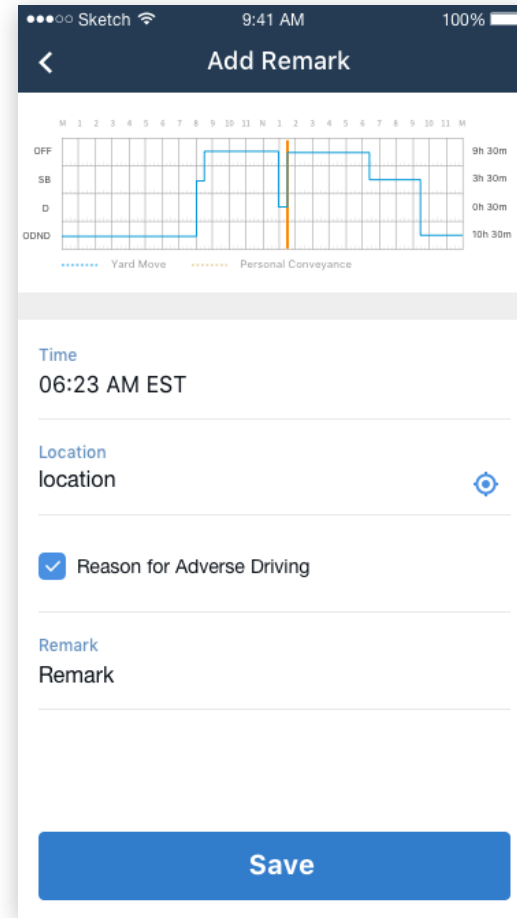 Sketch 9:41 AM 100%
Add Remark
M 1 2 3 4 5 6 7 8 9 10 11 N 1 2 3 4 5 6 7 8 9 10 11 M
OFF 9h 30m
SB 3h 30m
D 0h 30m
ODND 10h 30m
Yard Move Personal Conveyance
Time
06:23 AM EST
Location
location
Reason for Adverse Driving
Remark
Remark
Save